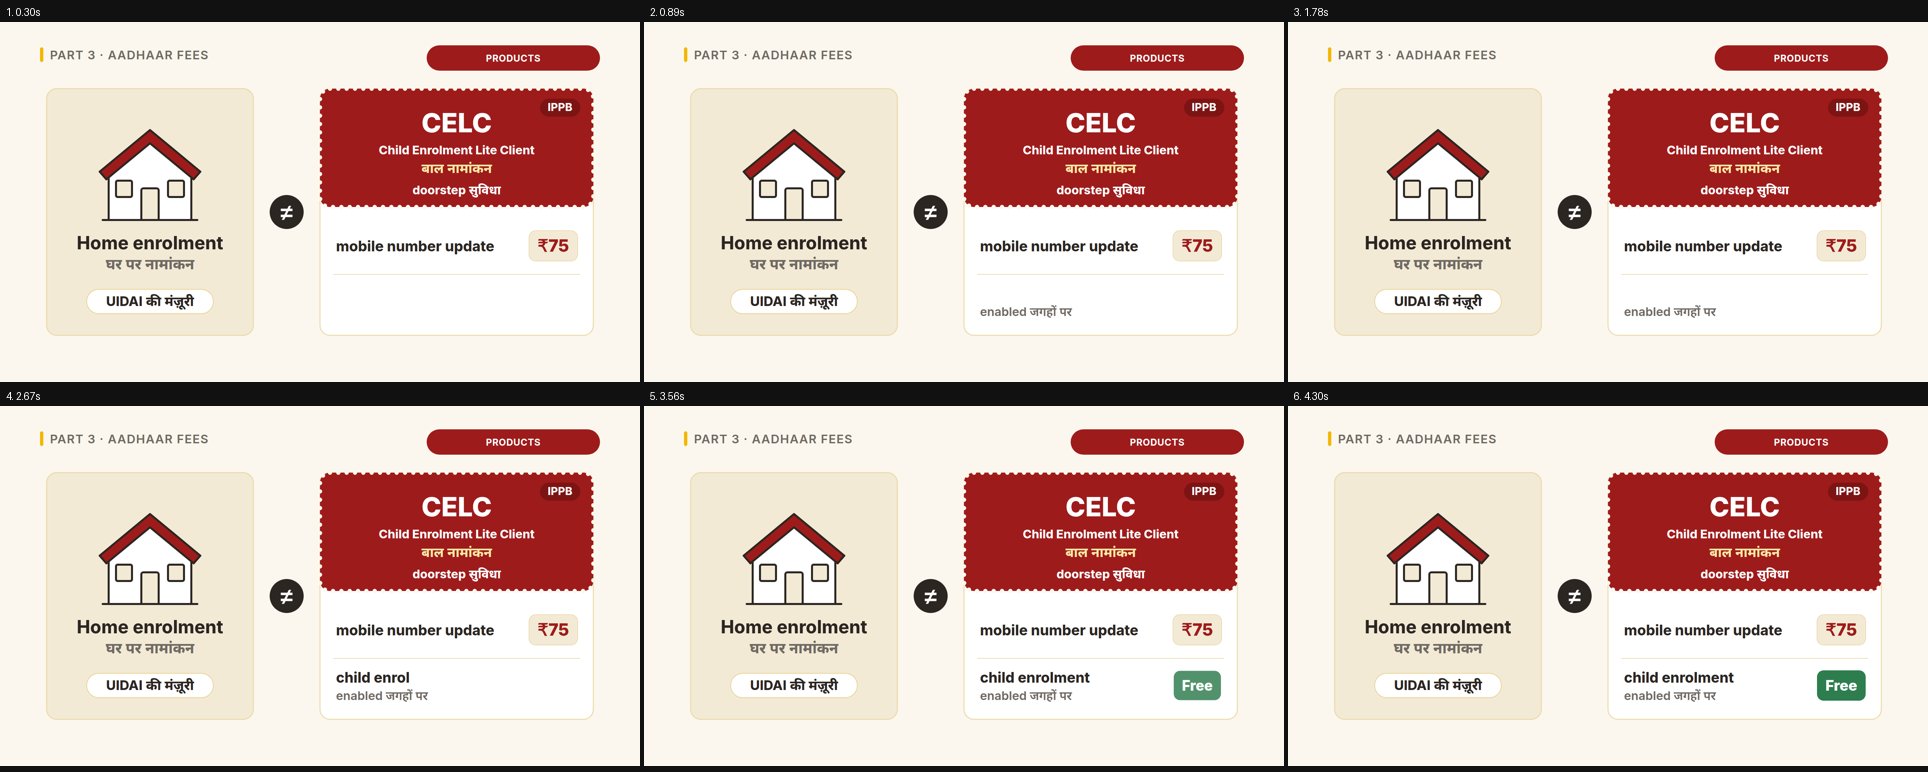 1. 0.30s
PART 3 · AADHAAR FEES
PRODUCTS
Home enrolment
घर पर नामांकन
UIDAI की मंज़ूरी
≠
IPPB
CELC
Child Enrolment Lite Client
बाल नामांकन
doorstep सुविधा
mobile number update ₹75
2. 0.89s
PART 3 · AADHAAR FEES
PRODUCTS
Home enrolment
घर पर नामांकन
UIDAI की मंज़ूरी
≠
IPPB
CELC
Child Enrolment Lite Client
बाल नामांकन
doorstep सुविधा
mobile number update ₹75
enabled जगहों पर
3. 1.78s
PART 3 · AADHAAR FEES
PRODUCTS
Home enrolment
घर पर नामांकन
UIDAI की मंज़ूरी
≠
IPPB
CELC
Child Enrolment Lite Client
बाल नामांकन
doorstep सुविधा
mobile number update ₹75
enabled जगहों पर
4. 2.67s
PART 3 · AADHAAR FEES
PRODUCTS
Home enrolment
घर पर नामांकन
UIDAI की मंज़ूरी
≠
IPPB
CELC
Child Enrolment Lite Client
बाल नामांकन
doorstep सुविधा
mobile number update ₹75
child enrol
enabled जगहों पर
5. 3.56s
PART 3 · AADHAAR FEES
PRODUCTS
Home enrolment
घर पर नामांकन
UIDAI की मंज़ूरी
≠
IPPB
CELC
Child Enrolment Lite Client
बाल नामांकन
doorstep सुविधा
mobile number update ₹75
child enrolment Free
enabled जगहों पर
6. 4.30s
PART 3 · AADHAAR FEES
PRODUCTS
Home enrolment
घर पर नामांकन
UIDAI की मंज़ूरी
≠
IPPB
CELC
Child Enrolment Lite Client
बाल नामांकन
doorstep सुविधा
mobile number update ₹75
child enrolment Free
enabled जगहों पर